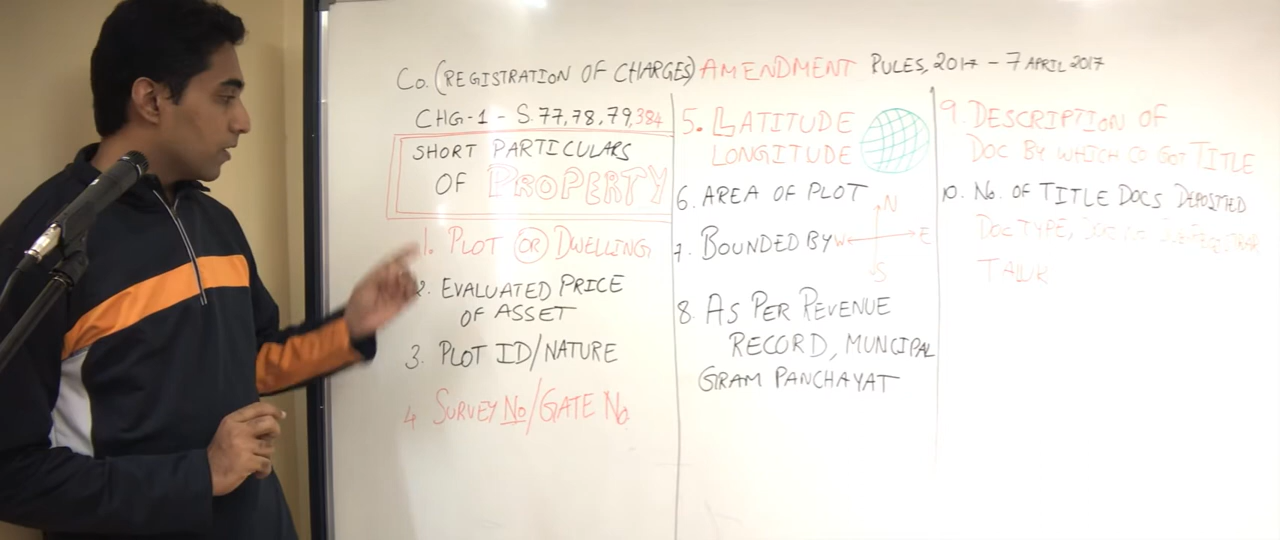 Co. (REGISTRATION OF CHARGES) AMENDMENT RULES, 2017 - 7 APRIL 2017
CHG-1 - S. 77, 78, 79, 384
SHORT PARTICULARS
OF PROPERTY
1. PLOT OR DWELLING
2. EVALUATED PRICE
OF ASSET
3. PLOT ID/NATURE
4 SURVEY No/GATE No.
5. LATITUDE
LONGITUDE
6. AREA OF PLOT
7. BOUNDED BY
N
W E
S
8. AS PER REVENUE
RECORD, MUNCIPAL
GRAM PANCHAYAT
9. DESCRIPTION OF
DOC BY WHICH CO GOT TITLE
10. No. OF TITLE DOCS DEPOSITED
DOC TYPE,